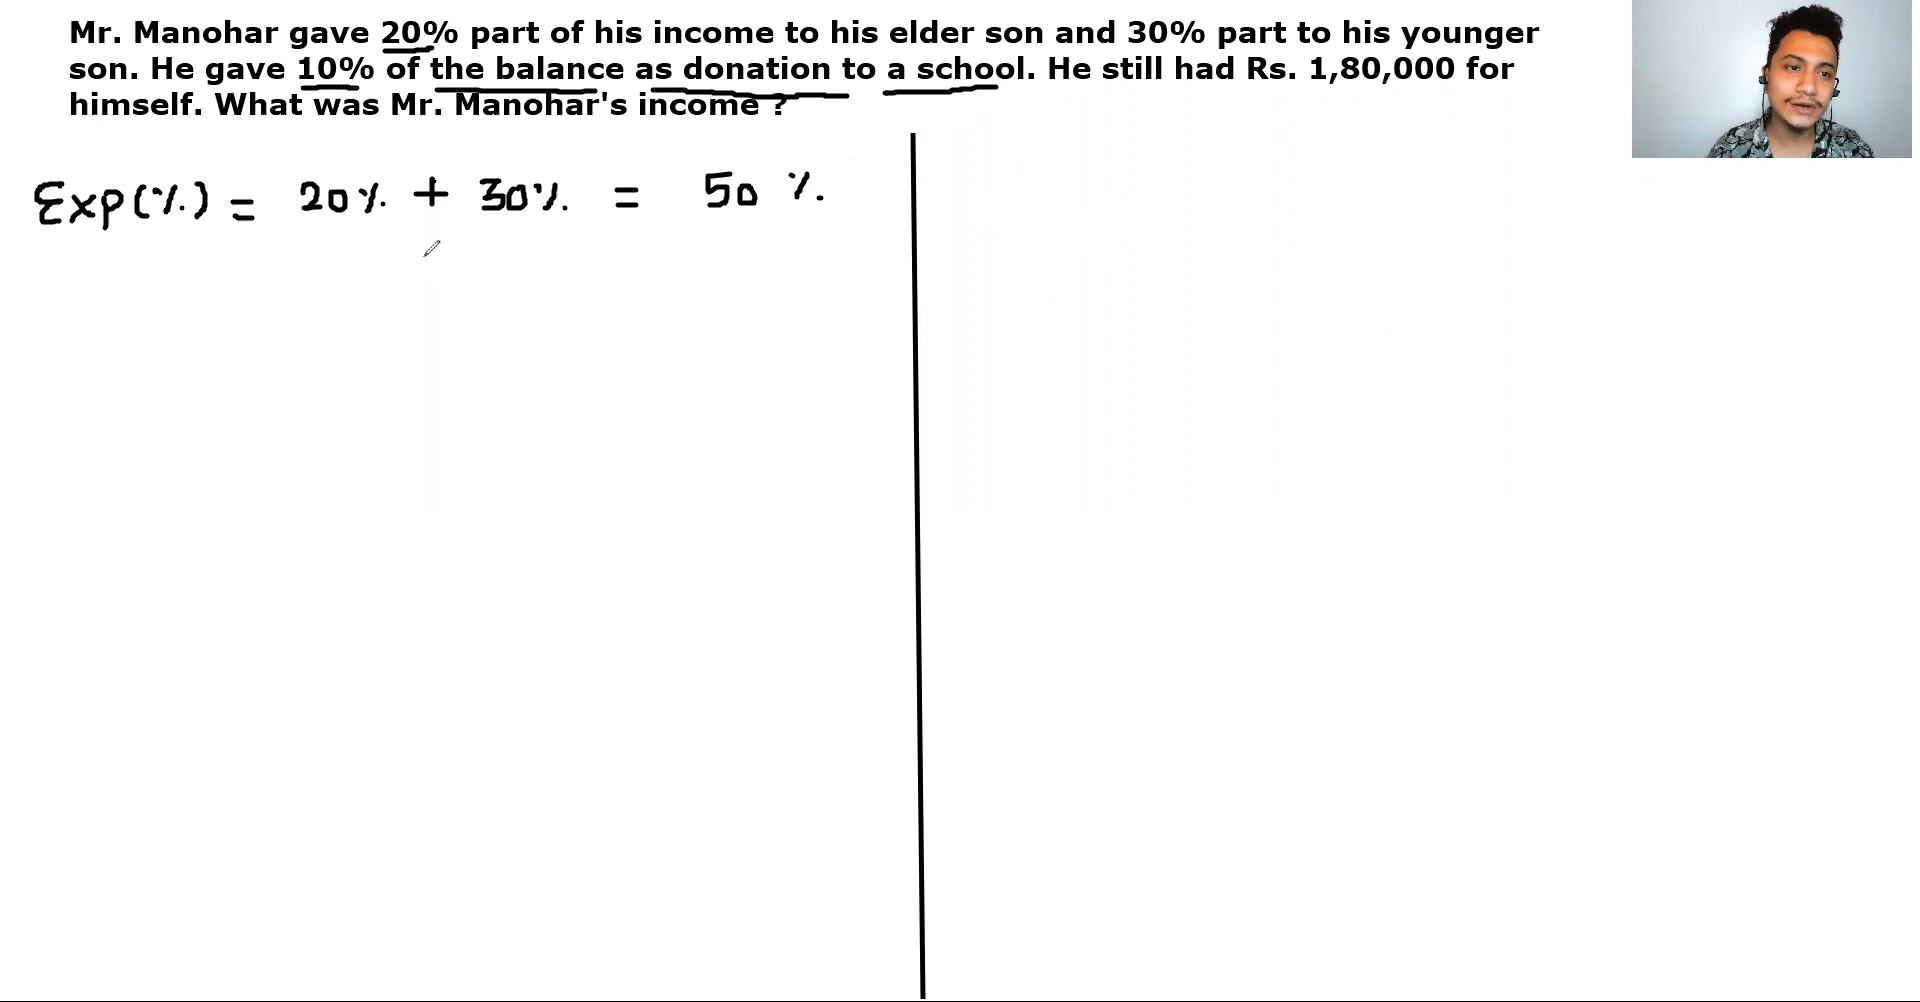 Mr. Manohar gave 20% part of his income to his elder son and 30% part to his younger
son. He gave 10% of the balance as donation to a school. He still had Rs. 1,80,000 for
himself. What was Mr. Manohar's income ?
Exp(%) = 20% + 30% = 50 %